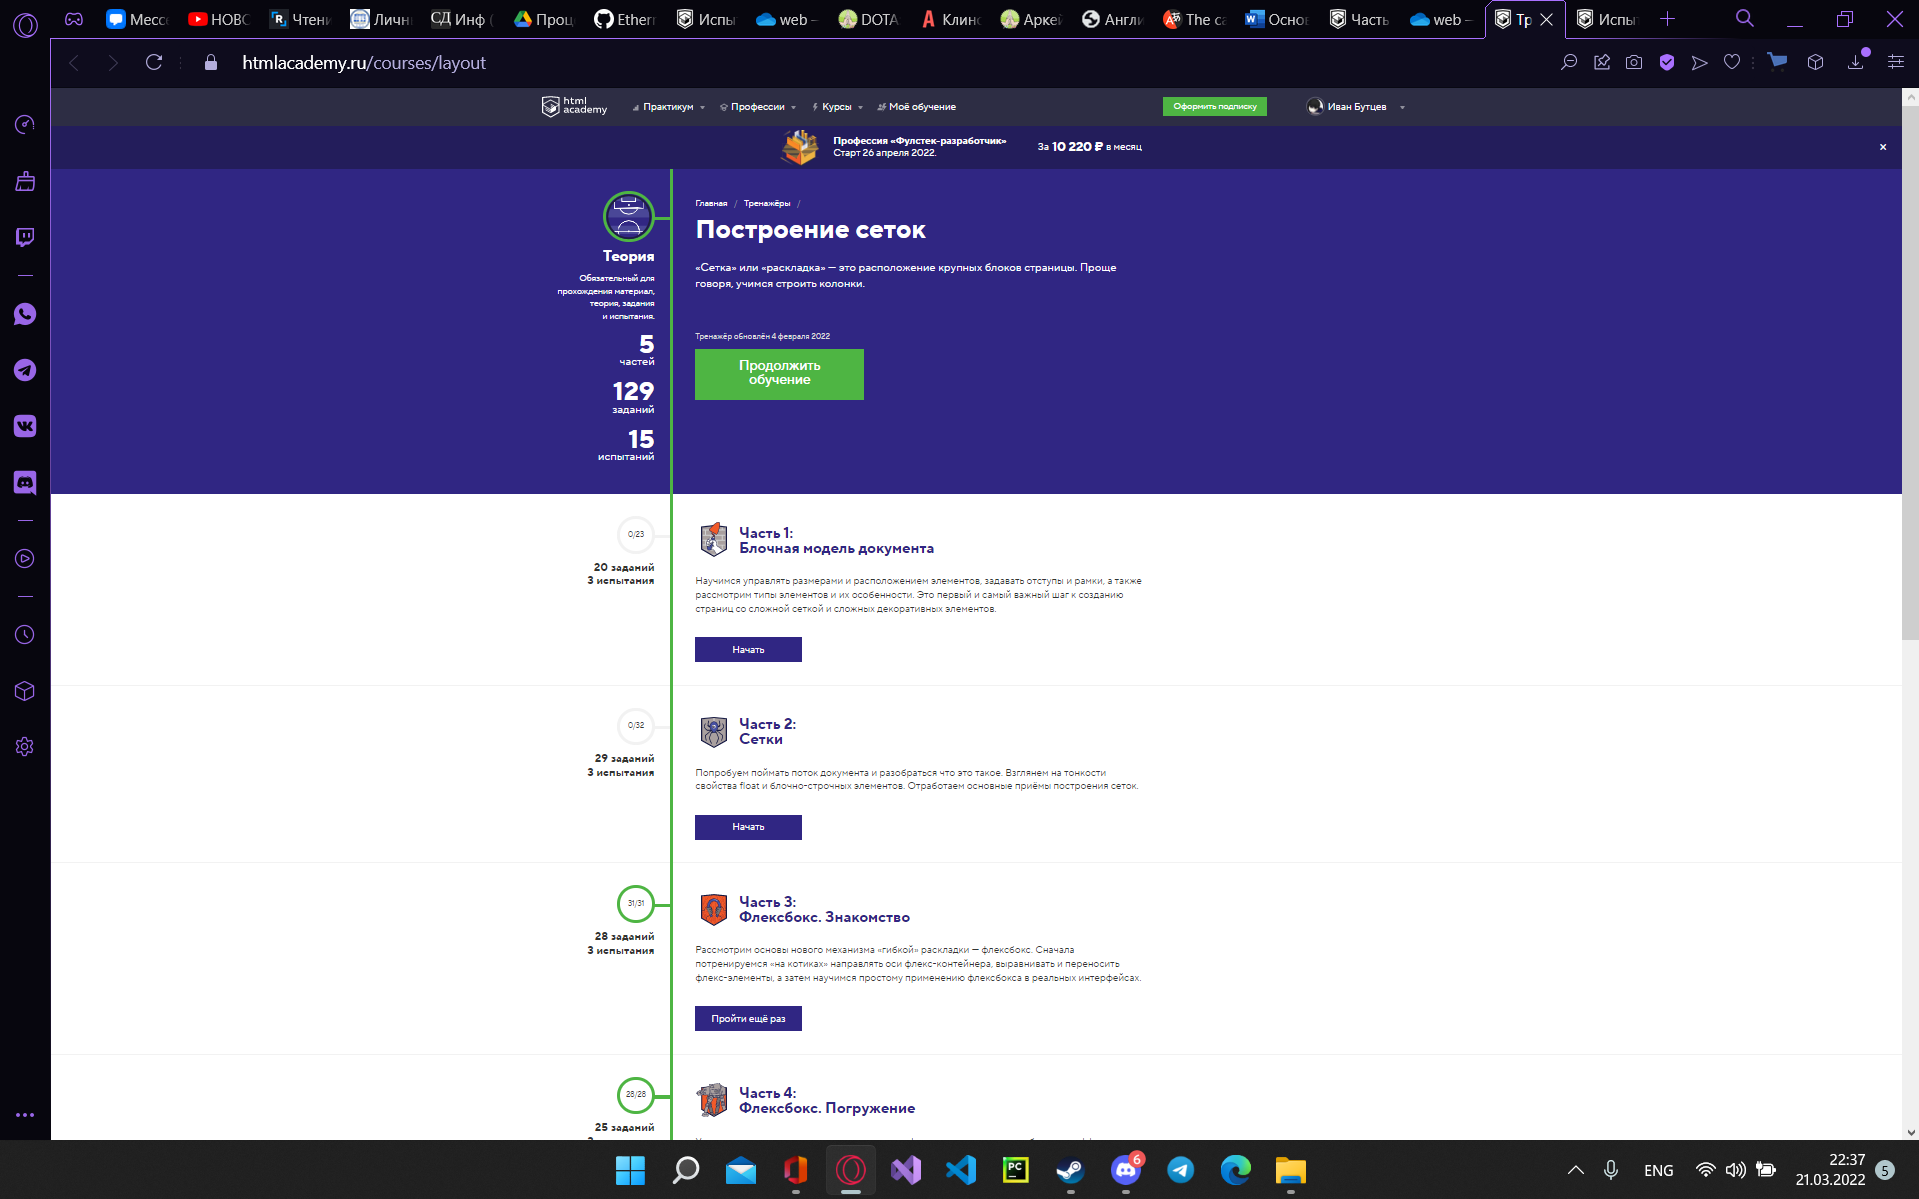 Месс
НОВС
Чтени
Личн
СД Инф (
Проц
Ether
Испы
web –
DOTA
Клин
Аркей
Англи
The ca
Осно
Часть
web –
Тр
Испы
htmlacademy.ru/courses/layout
html
academy
Практикум
Профессии
Курсы
Моё обучение
Оформить подписку
Иван Бутцев
Профессия «Фулстек-разработчик»
Старт 26 апреля 2022.
За 10 220 ₽ в месяц
×
Теория
Обязательный для
прохождения материал,
теория, задания
и испытания.
5
частей
129
заданий
15
испытаний
Главная / Тренажёры /
Построение сеток
«Сетка» или «раскладка» — это расположение крупных блоков страницы. Проще
говоря, учимся строить колонки.
Тренажёр обновлён 4 февраля 2022
Продолжить
обучение
0/23
20 заданий
3 испытания
Часть 1:
Блочная модель документа
Научимся управлять размерами и расположением элементов, задавать отступы и рамки, а также
рассмотрим типы элементов и их особенности. Это первый и самый важный шаг к созданию
страниц со сложной сеткой и сложных декоративных элементов.
Начать
0/32
29 заданий
3 испытания
Часть 2:
Сетки
Попробуем поймать поток документа и разобраться что это такое. Взглянем на тонкости
свойства float и блочно-строчных элементов. Отработаем основные приёмы построения сеток.
Начать
31/31
28 заданий
3 испытания
Часть 3:
Флексбокс. Знакомство
Рассмотрим основы нового механизма «гибкой» раскладки — флексбокс. Сначала
потренируемся «на котиках» направлять оси флекс-контейнера, выравнивать и переносить
флекс-элементы, а затем научимся простому применению флексбокса в реальных интерфейсах.
Пройти ещё раз
28/28
25 заданий
Часть 4:
Флексбокс. Погружение
PC
6
ENG
22:37
21.03.2022
5